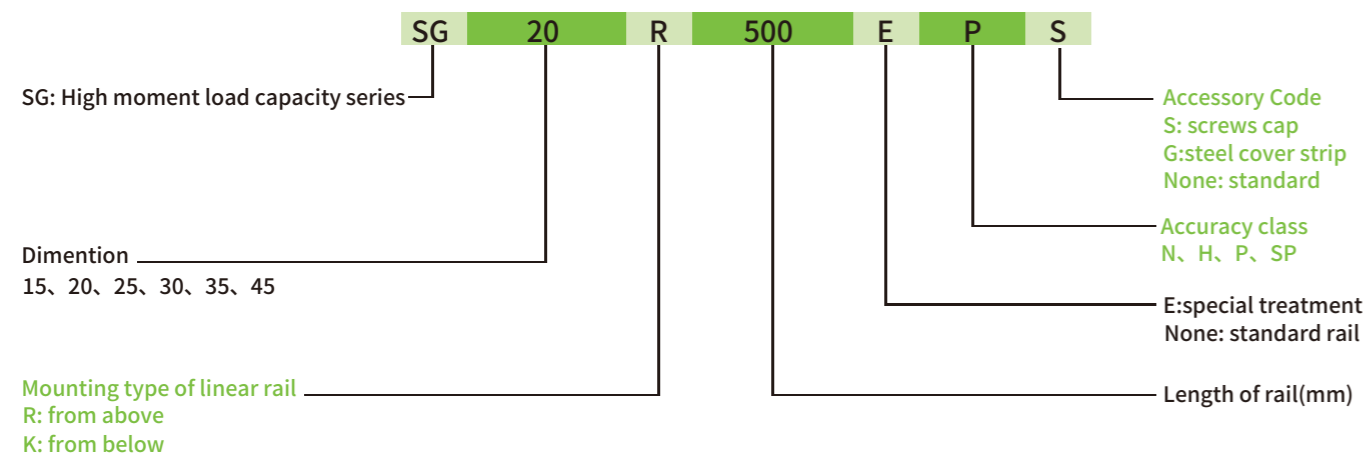 SG 20 R 500 E P S
SG: High moment load capacity series
Accessory Code
S: screws cap
G:steel cover strip
None: standard
Accuracy class
N、H、P、SP
Dimention
15、20、25、30、35、45
E:special treatment
None: standard rail
Mounting type of linear rail
R: from above
K: from below
Length of rail(mm)